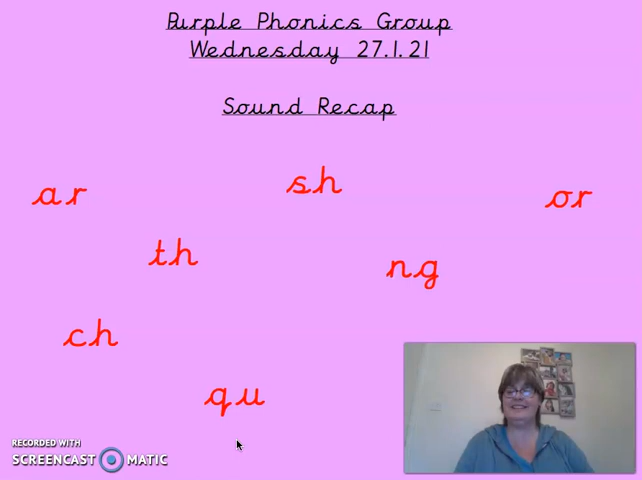 Purple Phonics Group
Wednesday 27.1.21
Sound Recap
ar
sh
or
th
ng
ch
qu
RECORDED WITH
SCREENCAST MATIC